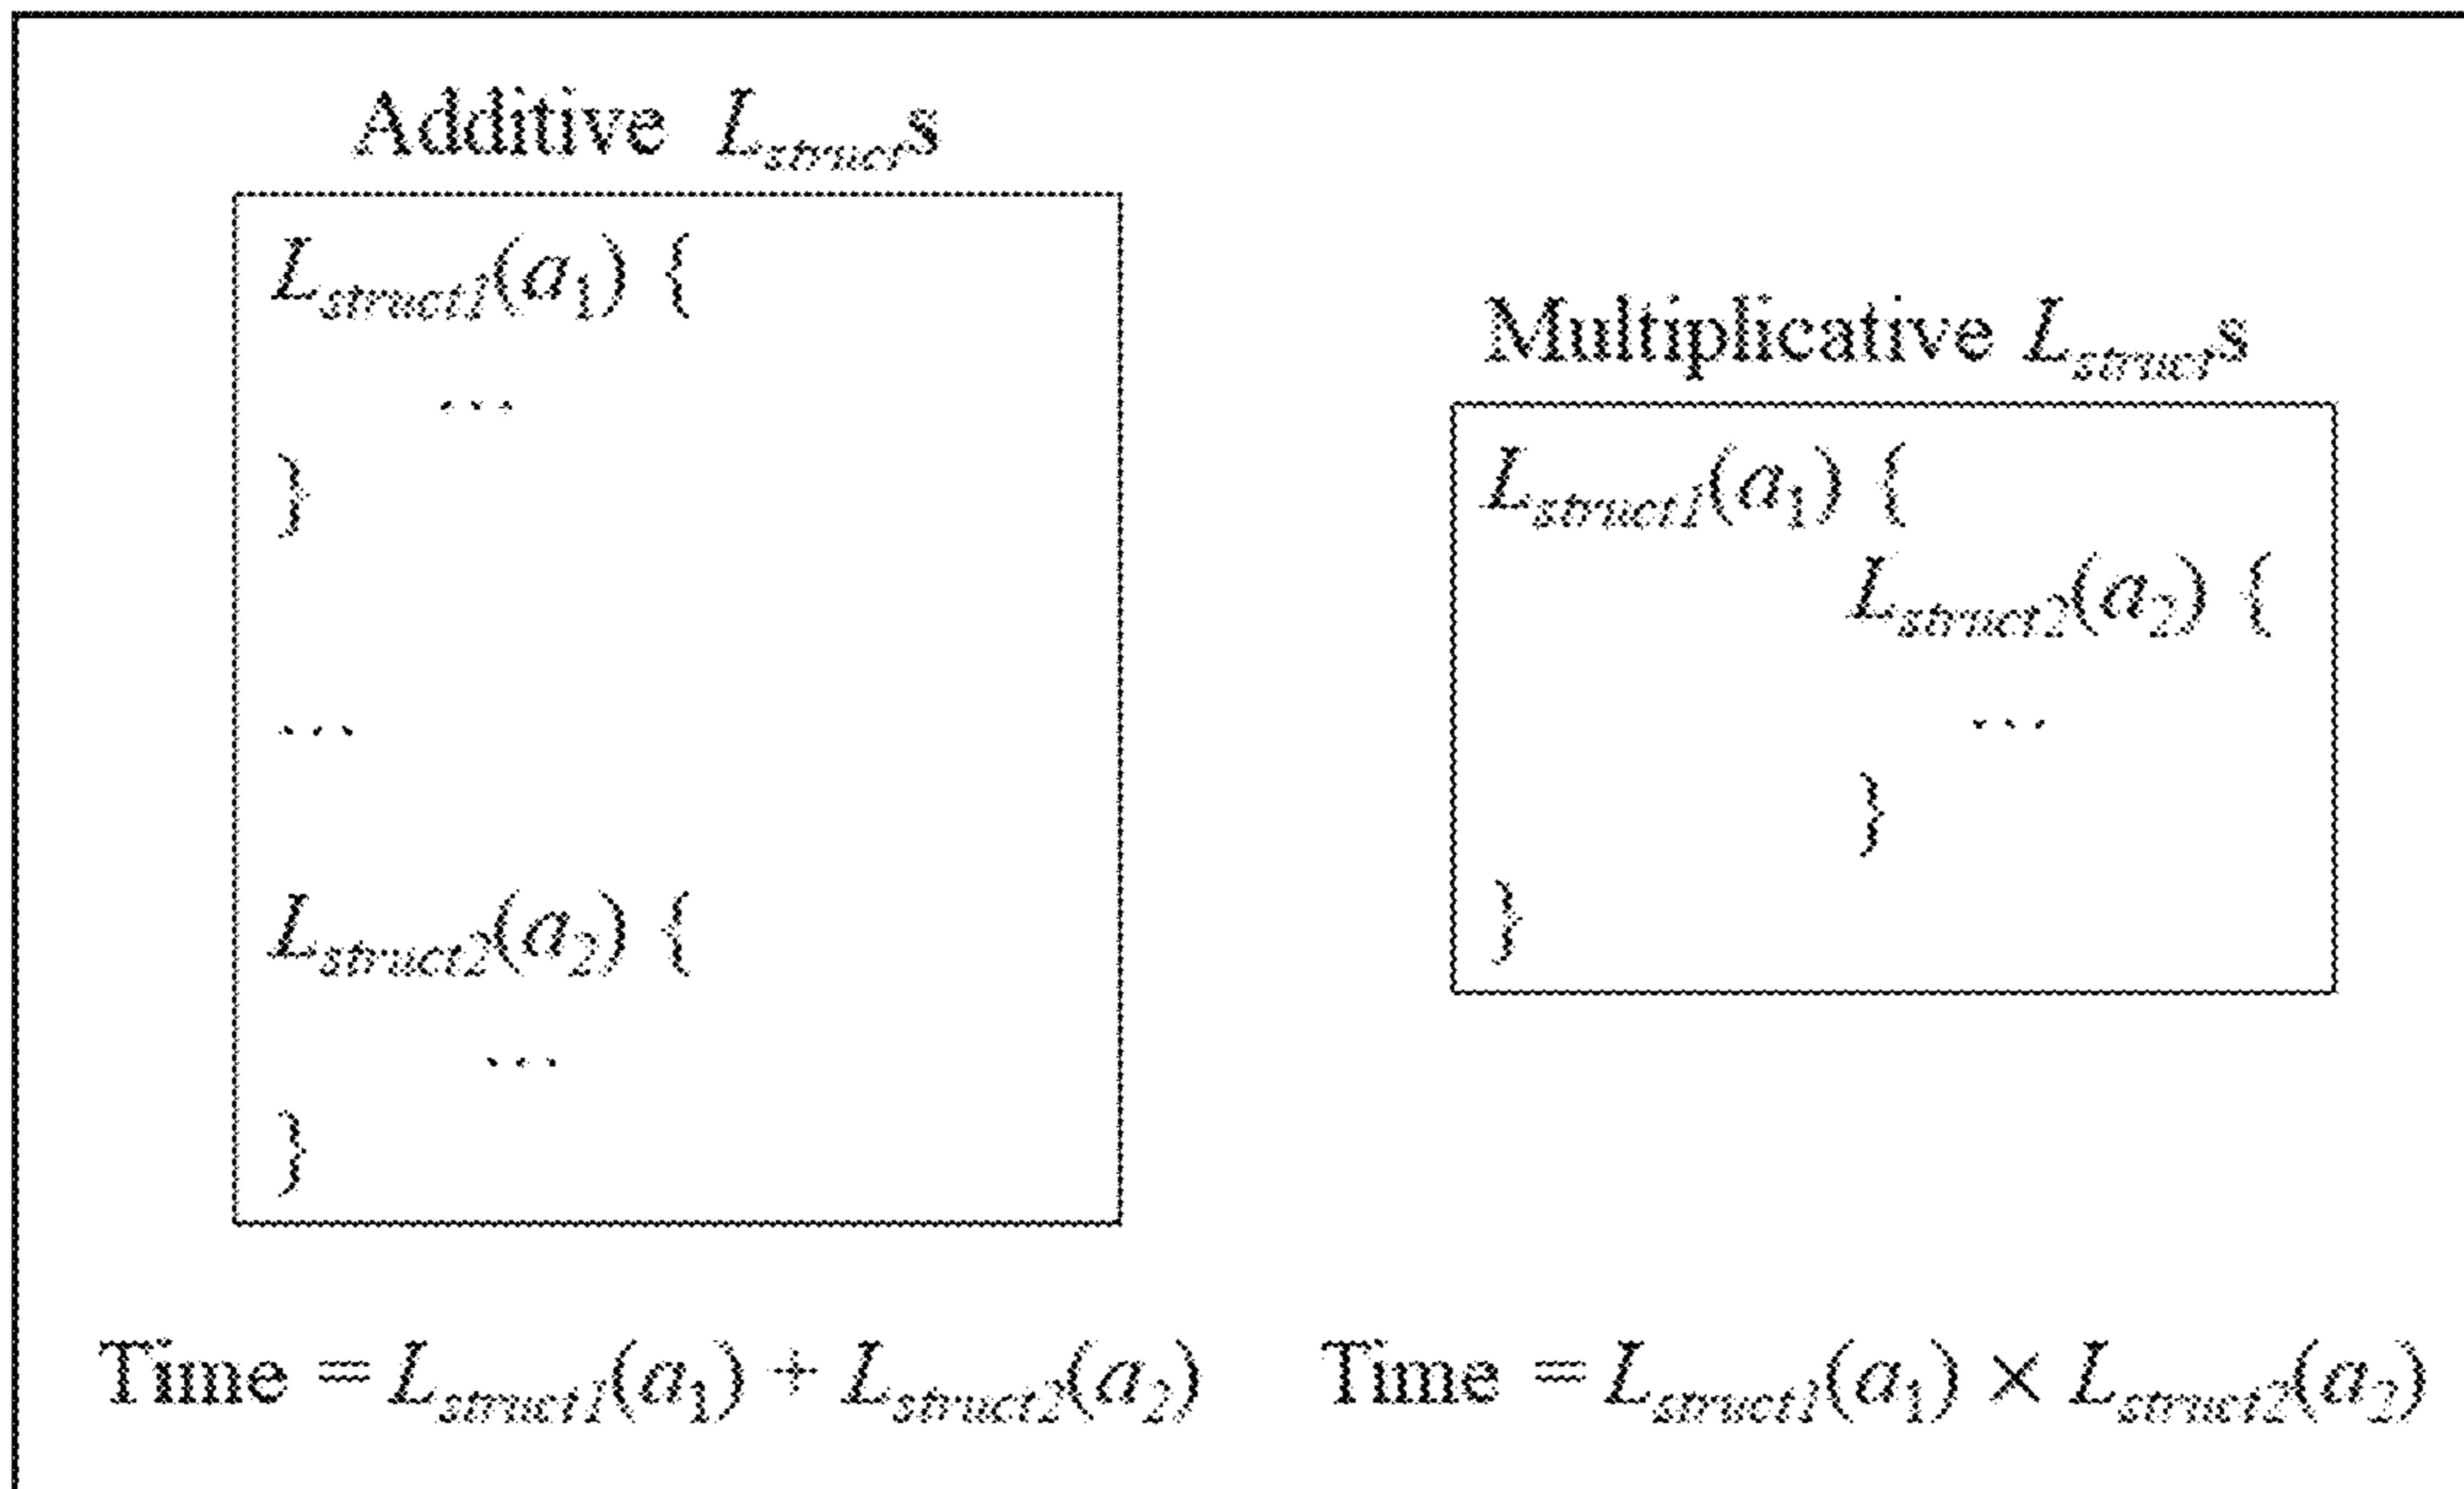 Additive L_structs
L_struct1(a_1) {
...
}
...
L_struct2(a_2) {
...
}
Time = L_struct1(a_1) + L_struct2(a_2)
Multiplicative L_structs
L_struct1(a_1) {
L_struct2(a_2) {
...
}
}
Time = L_struct1(a_1) × L_struct2(a_2)